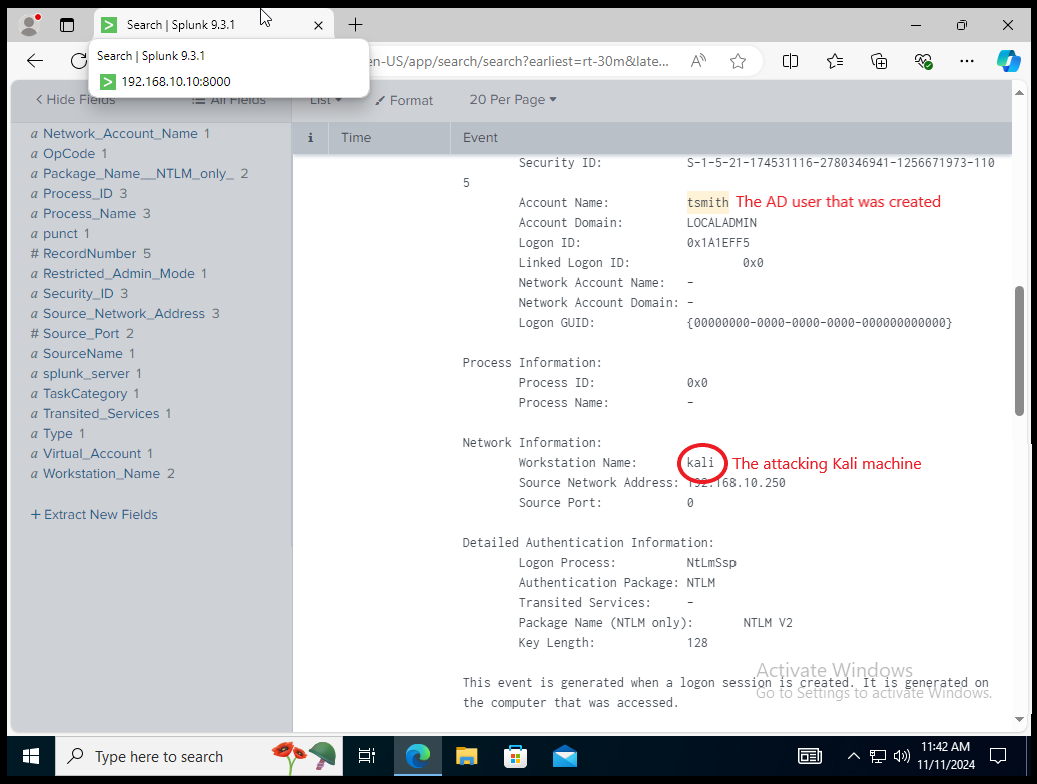 Search | Splunk 9.3.1
Search | Splunk 9.3.1
192.168.10.10:8000
en-US/app/search/search?earliest=rt-30m&late...
Hide Fields
All Fields
List
Format
20 Per Page
i
Time
Event
a Network_Account_Name 1
a OpCode 1
a Package_Name__NTLM_only_ 2
a Process_ID 3
a Process_Name 3
a punct 1
# RecordNumber 5
a Restricted_Admin_Mode 1
a Security_ID 3
a Source_Network_Address 3
# Source_Port 2
a SourceName 1
a splunk_server 1
a TaskCategory 1
a Transited_Services 1
a Type 1
a Virtual_Account 1
a Workstation_Name 2
+ Extract New Fields
Security ID: S-1-5-21-174531116-2780346941-1256671973-110
5
Account Name: tsmith The AD user that was created
Account Domain: LOCALADMIN
Logon ID: 0x1A1EFF5
Linked Logon ID: 0x0
Network Account Name: -
Network Account Domain: -
Logon GUID: {00000000-0000-0000-0000-000000000000}
Process Information:
Process ID: 0x0
Process Name: -
Network Information:
Workstation Name: kali The attacking Kali machine
Source Network Address: 192.168.10.250
Source Port: 0
Detailed Authentication Information:
Logon Process: NtLmSsp
Authentication Package: NTLM
Transited Services: -
Package Name (NTLM only): NTLM V2
Key Length: 128
This event is generated when a logon session is created. It is generated on
the computer that was accessed.
Activate Windows
Go to Settings to activate Windows.
Type here to search
11:42 AM
11/11/2024